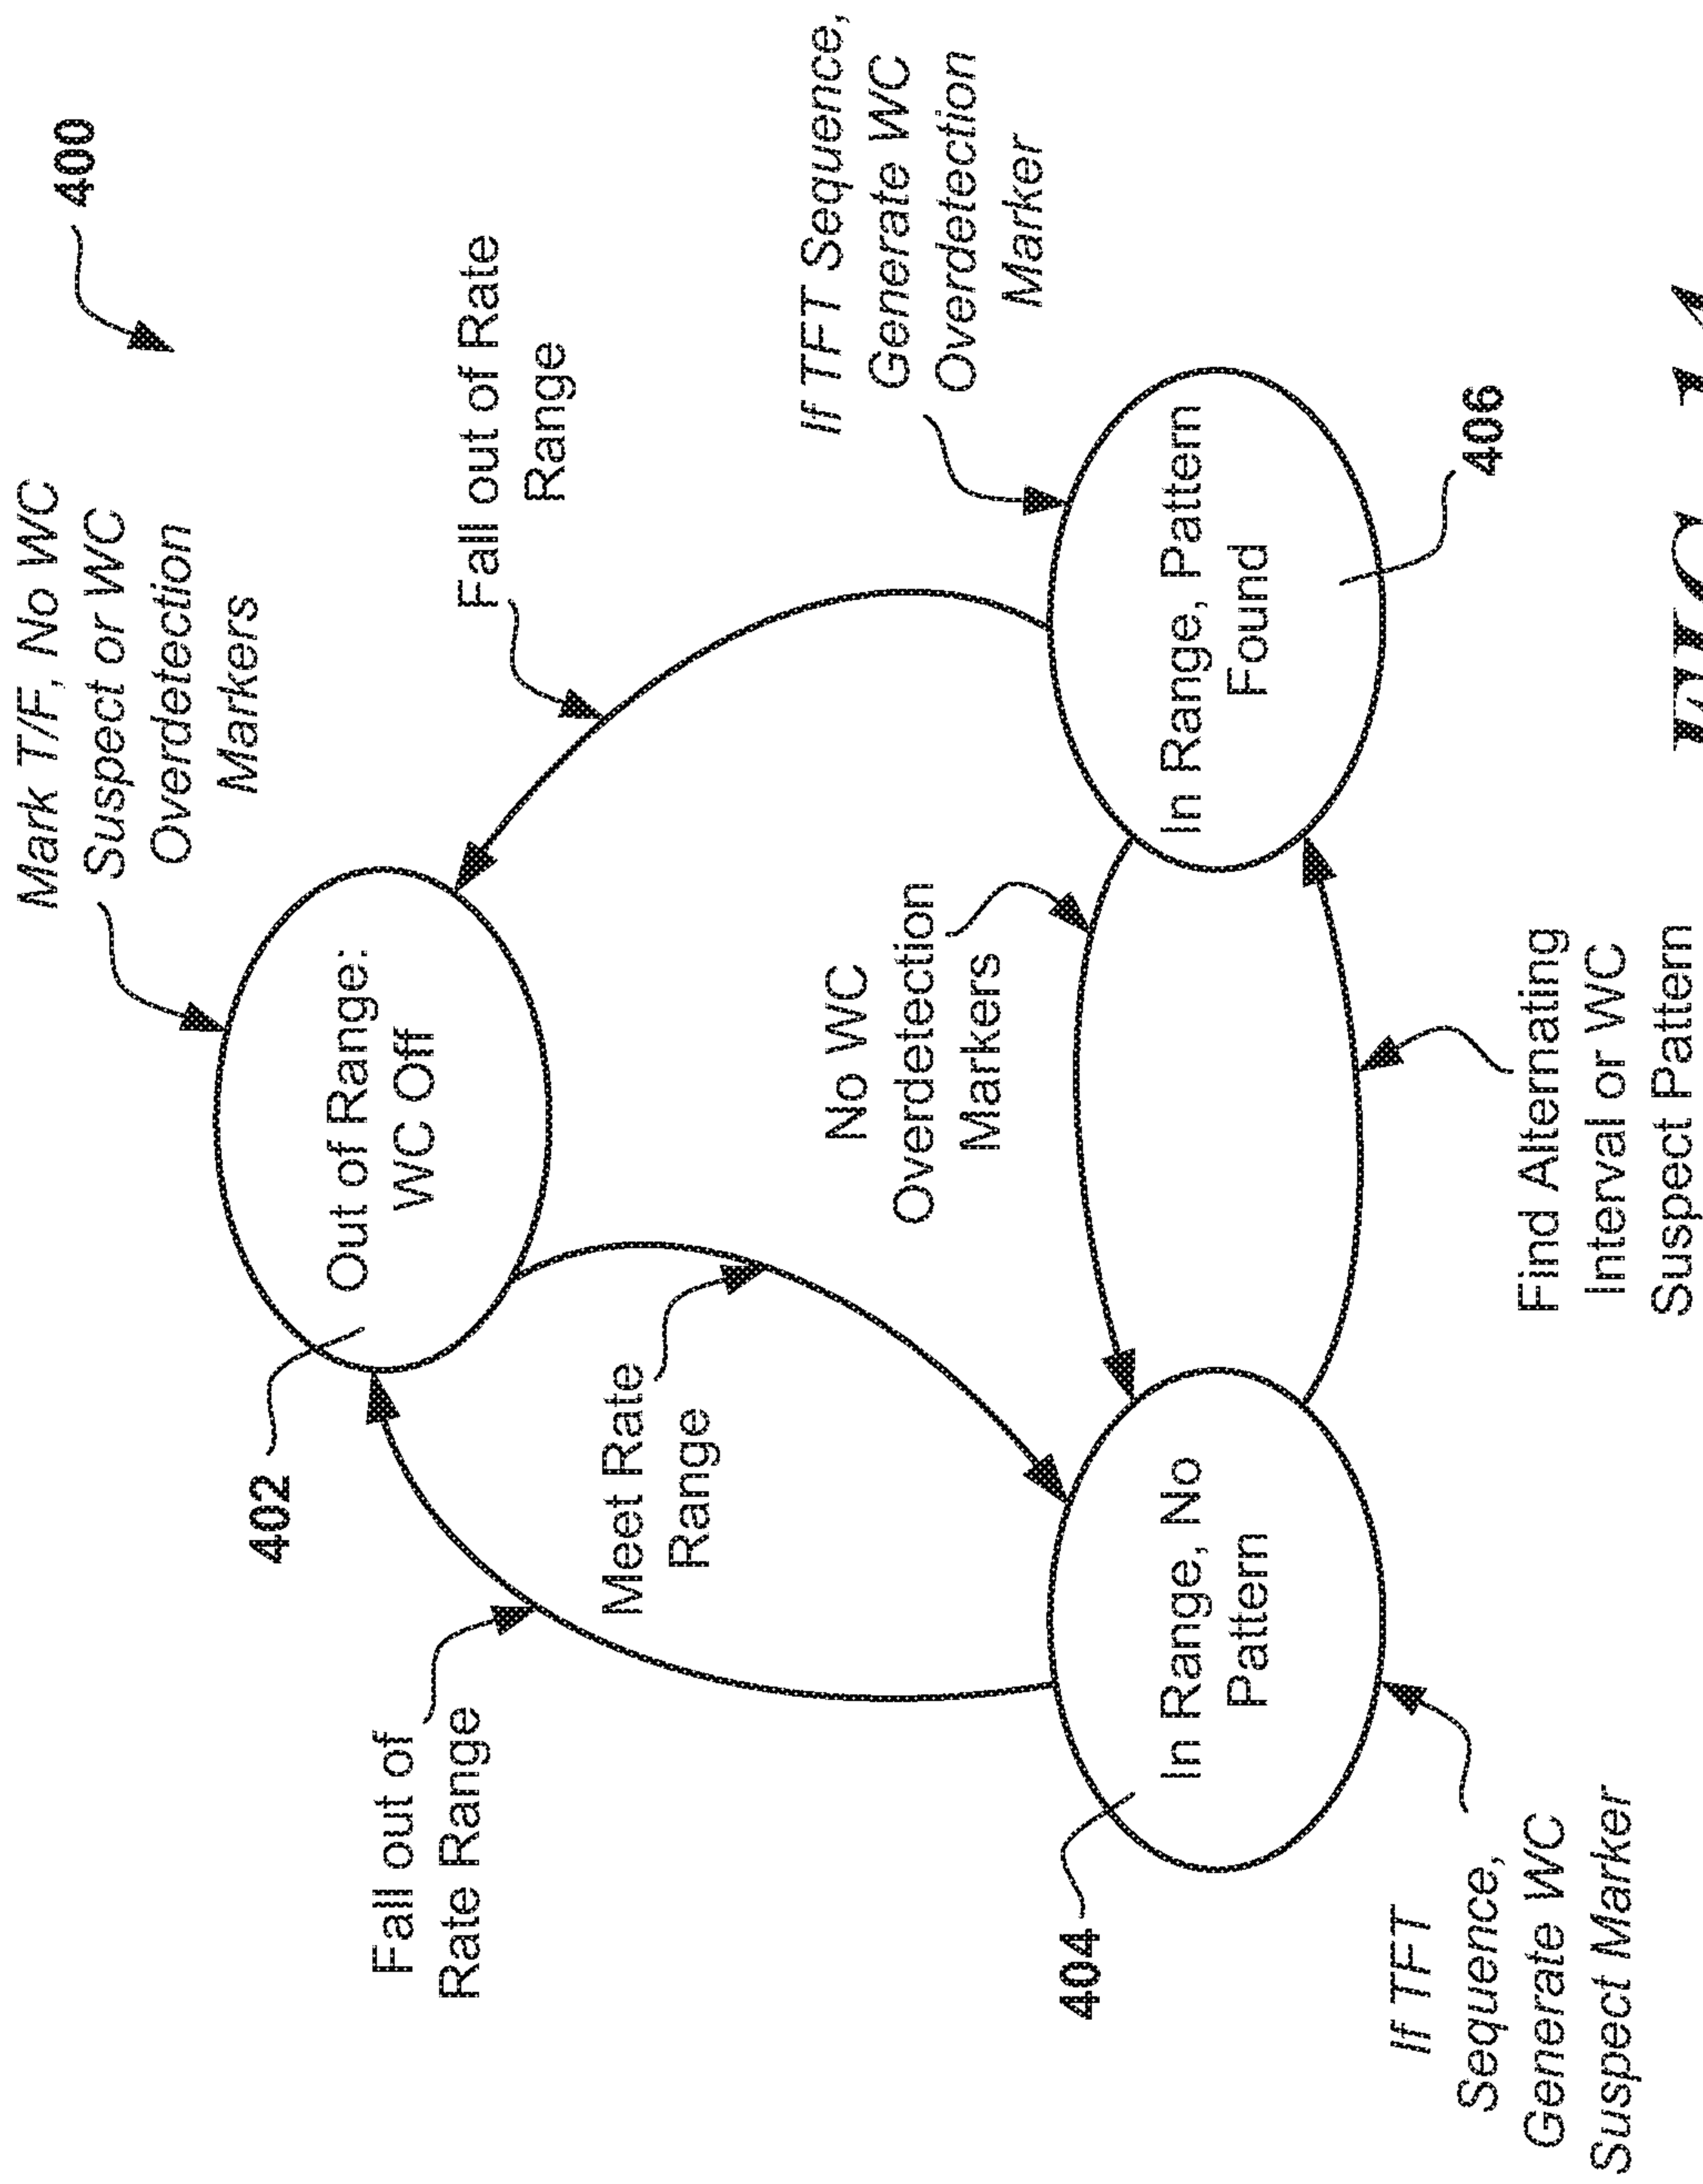 400
Mark T/F, No WC
Suspect or WC
Overdetection
Markers
402
Out of Range:
WC Off
Fall out of Rate
Range
Fall out of
Rate Range
Meet Rate
Range
No WC
Overdetection
Markers
If TFT Sequence,
Generate WC
Overdetection
Marker
404
In Range, No
Pattern
In Range, Pattern
Found
406
If TFT
Sequence,
Generate WC
Suspect Marker
Find Alternating
Interval or WC
Suspect Pattern